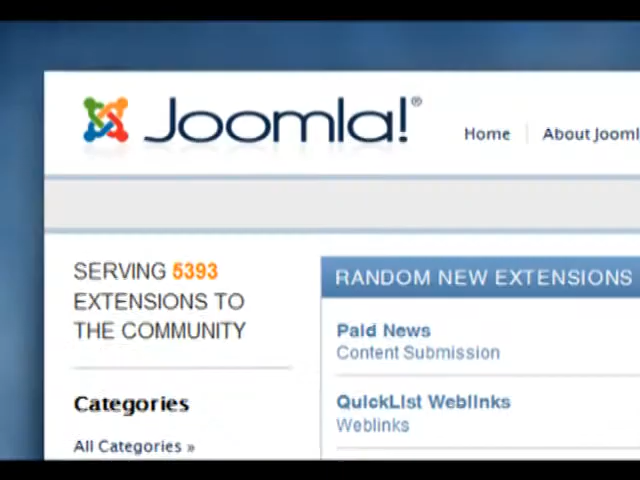 Joomla!®
Home
About Jooml
SERVING 5393
EXTENSIONS TO
THE COMMUNITY
RANDOM NEW EXTENSIONS
Paid News
Content Submission
QuickList Weblinks
Weblinks
Categories
All Categories »